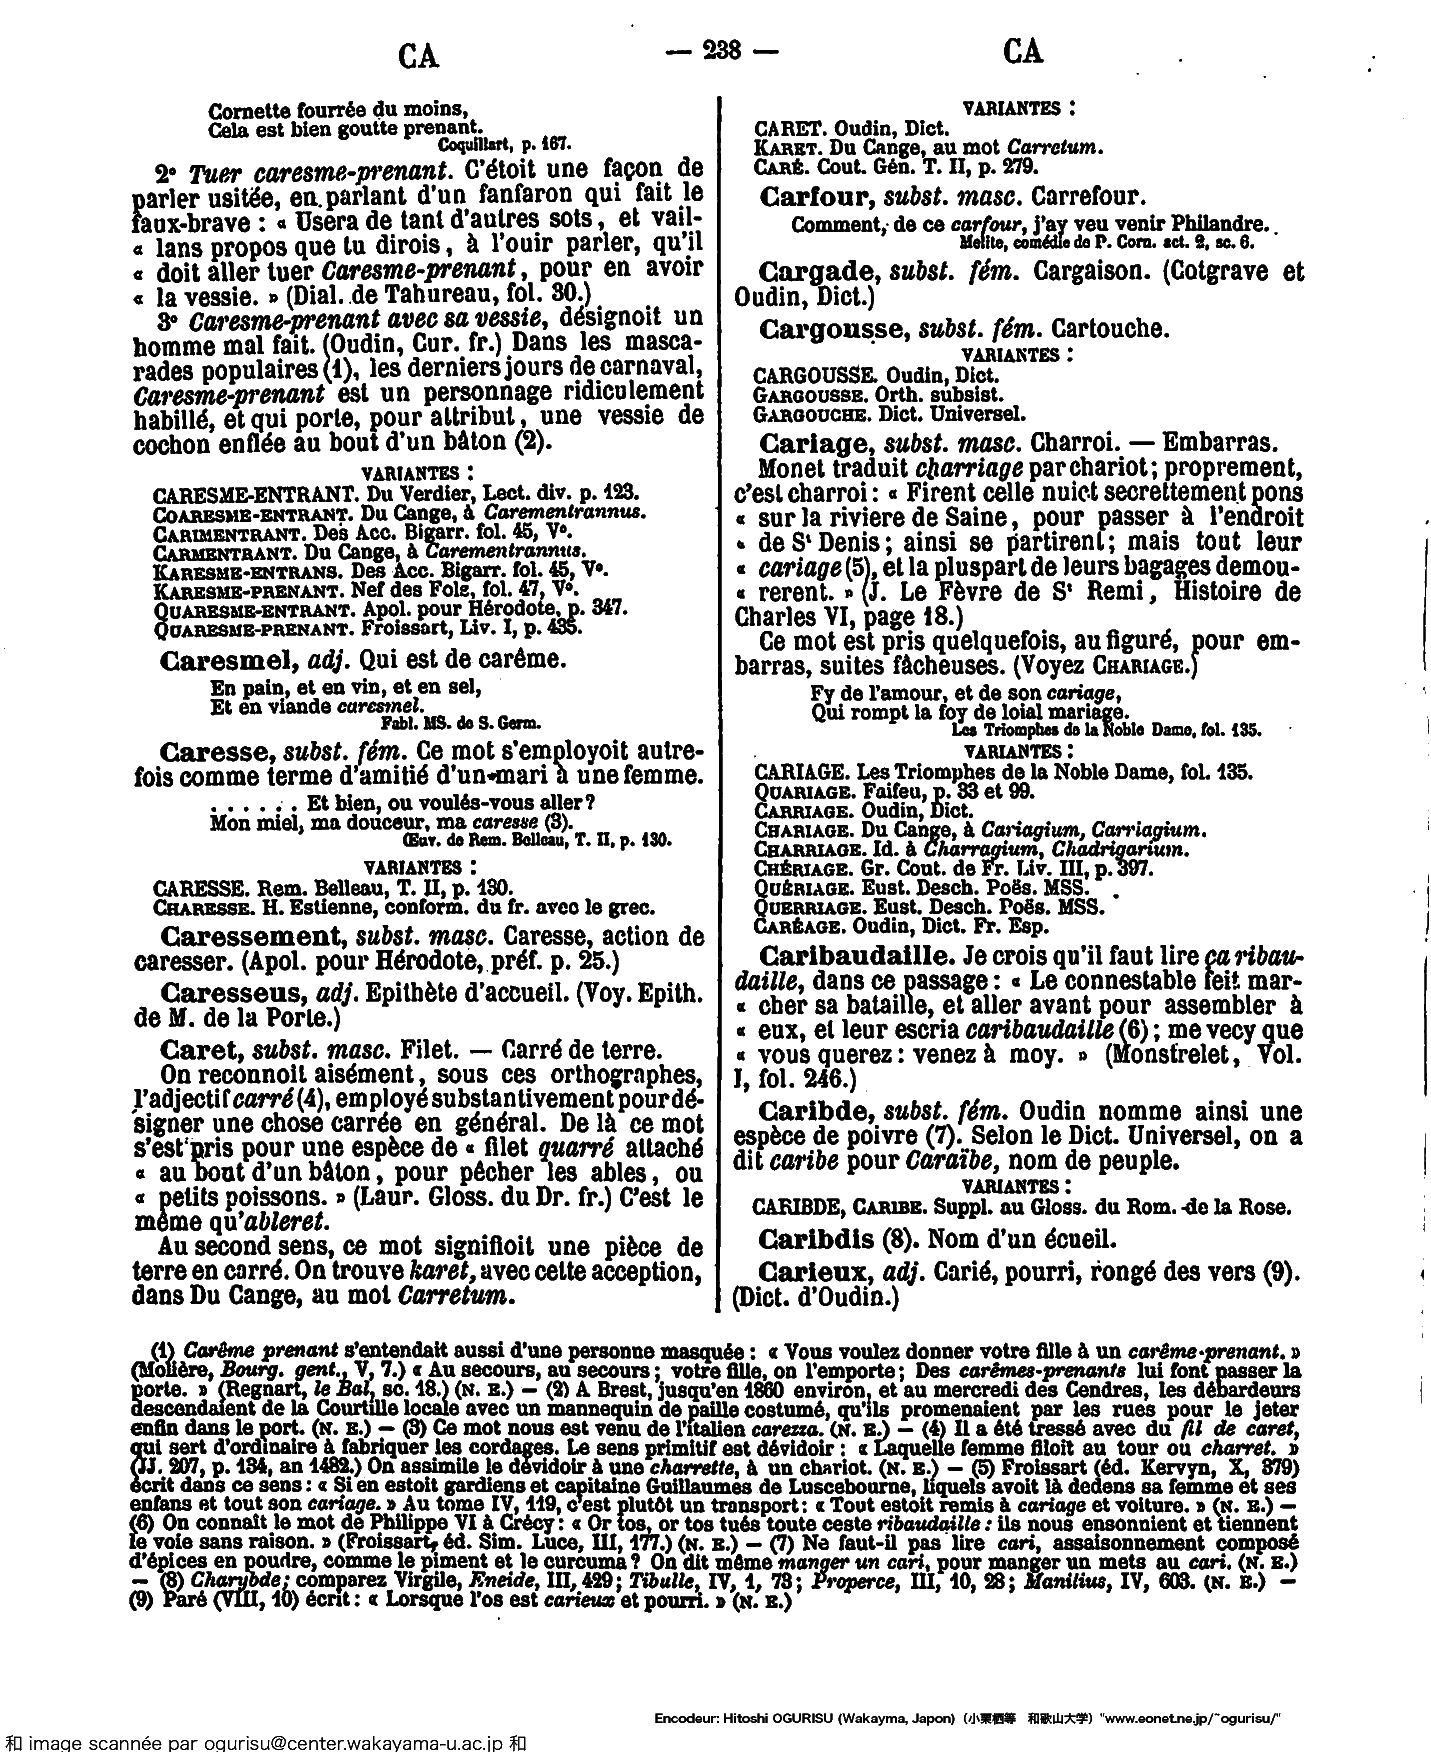 CA
— 238 —
CA
Cornette fourrée du moins,
Cela est bien goutte prenant.
Coquillart, p. 167.
2° Tuer caresme-prenant. C'étoit une façon de
parler usitée, en parlant d'un fanfaron qui fait le
faux-brave : « Usera de tant d'autres sots, et vail-
« lans propos que tu dirois, à l'ouir parler, qu'il
« doit aller tuer Caresme-prenant, pour en avoir
« la vessie. » (Dial. de Tahureau, fol. 30.)
3° Caresme-prenant avec sa vessie, désignoit un
homme mal fait. (Oudin, Cur. fr.) Dans les masca-
rades populaires (1), les derniers jours de carnaval,
Caresme-prenant est un personnage ridiculement
habillé, et qui porte, pour attribut, une vessie de
cochon enflée au bout d'un bâton (2).
VARIANTES :
CARESME-ENTRANT. Du Verdier, Lect. div. p. 123.
COARESME-ENTRANT. Du Cange, à Carementrannus.
CARIMENTRANT. Des Acc. Bigarr. fol. 45, V°.
CARMENTRANT. Du Cange, à Carementrannus.
KARESME-ENTRANS. Des Acc. Bigarr. fol. 45, V°.
KARESME-PRENANT. Nef des Fols, fol. 47, V°.
QUARESME-ENTRANT. Apol. pour Hérodote, p. 347.
QUARESME-PRENANT. Froissart, Liv. I, p. 435.
Caresmel, adj. Qui est de carême.
En pain, et en vin, et en sel,
Et en viande caresmel.
Fabl. MS. de S. Germ.
Caresse, subst. fém. Ce mot s'employoit autre-
fois comme terme d'amitié d'un mari à une femme.
. . . . . . Et bien, ou voulés-vous aller ?
Mon miel, ma douceur, ma caresse (3).
Œuv. de Rem. Belleau, T. II, p. 130.
VARIANTES :
CARESSE. Rem. Belleau, T. II, p. 130.
CHARESSE. H. Estienne, conform. du fr. avec le grec.
Caressement, subst. masc. Caresse, action de
caresser. (Apol. pour Hérodote, préf. p. 25.)
Caresseus, adj. Epithète d'accueil. (Voy. Epith.
de M. de la Porte.)
Caret, subst. masc. Filet. — Carré de terre.
On reconnoit aisément, sous ces orthographes,
l'adjectif carré (4), employé substantivement pour dé-
signer une chose carrée en général. De là ce mot
s'est pris pour une espèce de « filet quarré attaché
« au bout d'un bâton, pour pêcher les ables, ou
« petits poissons. » (Laur. Gloss. du Dr. fr.) C'est le
même qu'ableret.
Au second sens, ce mot signifioit une pièce de
terre en carré. On trouve karet, avec cette acception,
dans Du Cange, au mot Carretum.
VARIANTES :
CARET. Oudin, Dict.
KARET. Du Cange, au mot Carretum.
CARÉ. Cout. Gén. T. II, p. 279.
Carfour, subst. masc. Carrefour.
Comment, de ce carfour, j'ay veu venir Philandre.
Melite, comédie de P. Corn. act. 2, sc. 6.
Cargade, subst. fém. Cargaison. (Cotgrave et
Oudin, Dict.)
Cargousse, subst. fém. Cartouche.
VARIANTES :
CARGOUSSE. Oudin, Dict.
GARGOUSSE. Orth. subsist.
GARGOUCHE. Dict. Universel.
Cariage, subst. masc. Charroi. — Embarras.
Monet traduit charriage par chariot ; proprement,
c'est charroi : « Firent celle nuict secrettement pons
« sur la riviere de Saine, pour passer à l'endroit
« de St Denis ; ainsi se partirent ; mais tout leur
« cariage (5), et la pluspart de leurs bagages demou-
« rerent. » (J. Le Fèvre de St Remi, Histoire de
Charles VI, page 18.)
Ce mot est pris quelquefois, au figuré, pour em-
barras, suites fâcheuses. (Voyez CHARIAGE.)
Fy de l'amour, et de son cariage,
Qui rompt la foy de loial mariage.
Les Triomphes de la Noble Dame, fol. 135.
VARIANTES :
CARIAGE. Les Triomphes de la Noble Dame, fol. 135.
QUARIAGE. Faifeu, p. 33 et 99.
CARRIAGE. Oudin, Dict.
CHARIAGE. Du Cange, à Cariagium, Carriagium.
CHARRIAGE. Id. à Charragium, Chadrigarium.
CHÉRIAGE. Gr. Cout. de Fr. Liv. III, p. 397.
QUÉRIAGE. Eust. Desch. Poës. MSS.
QUERRIAGE. Eust. Desch. Poës. MSS.
CARÉAGE. Oudin, Dict. Fr. Esp.
Caribaudaille. Je crois qu'il faut lire ça ribau-
daille, dans ce passage : « Le connestable feit mar-
« cher sa bataille, et aller avant pour assembler à
« eux, et leur escria caribaudaille (6) ; me vecy que
« vous querez : venez à moy. » (Monstrelet, Vol.
I, fol. 246.)
Caribde, subst. fém. Oudin nomme ainsi une
espèce de poivre (7). Selon le Dict. Universel, on a
dit caribe pour Caraïbe, nom de peuple.
VARIANTES :
CARIBDE, CARIBE. Suppl. au Gloss. du Rom. de la Rose.
Caribdis (8). Nom d'un écueil.
Carieux, adj. Carié, pourri, rongé des vers (9).
(Dict. d'Oudin.)
(1) Carême prenant s'entendait aussi d'une personne masquée : « Vous voulez donner votre fille à un carême-prenant. »
(Molière, Bourg. gent., V, 7.) « Au secours, au secours ; votre fille, on l'emporte ; Des carêmes-prenants lui font passer la
porte. » (Regnart, le Bal, sc. 18.) (N. E.) — (2) A Brest, jusqu'en 1860 environ, et au mercredi des Cendres, les débardeurs
descendaient de la Courtille locale avec un mannequin de paille costumé, qu'ils promenaient par les rues pour le jeter
enfin dans le port. (N. E.) — (3) Ce mot nous est venu de l'italien carezza. (N. E.) — (4) Il a été tressé avec du fil de caret,
qui sert d'ordinaire à fabriquer les cordages. Le sens primitif est dévidoir : « Laquelle femme filoit au tour ou charret. »
(JJ. 207, p. 134, an 1482.) On assimile le dévidoir à une charrette, à un chariot. (N. E.) — (5) Froissart (éd. Kervyn, X, 379)
écrit dans ce sens : « Si en estoit gardiens et capitaine Guillaumes de Luscebourne, liquels avoit là dedens sa femme et ses
enfans et tout son cariage. » Au tome IV, 119, c'est plutôt un transport : « Tout estoit remis à cariage et voiture. » (N. E.) —
(6) On connaît le mot de Philippe VI à Crécy : « Or tos, or tos tués toute ceste ribaudaille : ils nous ensonnient et tiennent
le voie sans raison. » (Froissart, éd. Sim. Luce, III, 177.) (N. E.) — (7) Ne faut-il pas lire cari, assaisonnement composé
d'épices en poudre, comme le piment et le curcuma ? On dit même manger un cari, pour manger un mets au cari. (N. E.)
— (8) Charybde ; comparez Virgile, Eneide, III, 429 ; Tibulle, IV, 1, 73 ; Properce, III, 10, 28 ; Manilius, IV, 603. (N. E.) —
(9) Paré (VIII, 10) écrit : « Lorsque l'os est carieux et pourri. » (N. E.)
Encodeur: Hitoshi OGURISU (Wakayma, Japon) (小栗栖等 和歌山大学) "www.eonet.ne.jp/~ogurisu/"
和 image scannée par ogurisu@center.wakayama-u.ac.jp 和